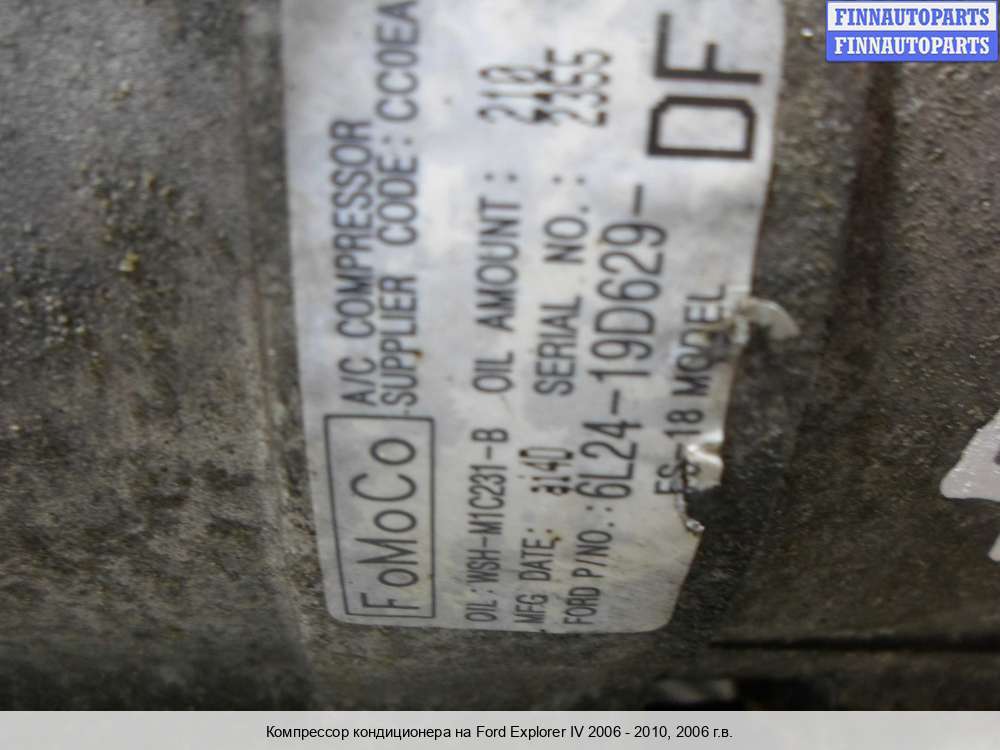 FINNAUTOPARTS
FINNAUTOPARTS
FoMoCo
A/C COMPRESSOR
SUPPLIER CODE: CC0EA
OIL: WSH-M1C231-B OIL AMOUNT: 210
MFG DATE: SERIAL NO.: 2355
FORD P/NO.: 6L24-19D629-DF
FS-18 MODEL
Компрессор кондиционера на Ford Explorer IV 2006 - 2010, 2006 г.в.